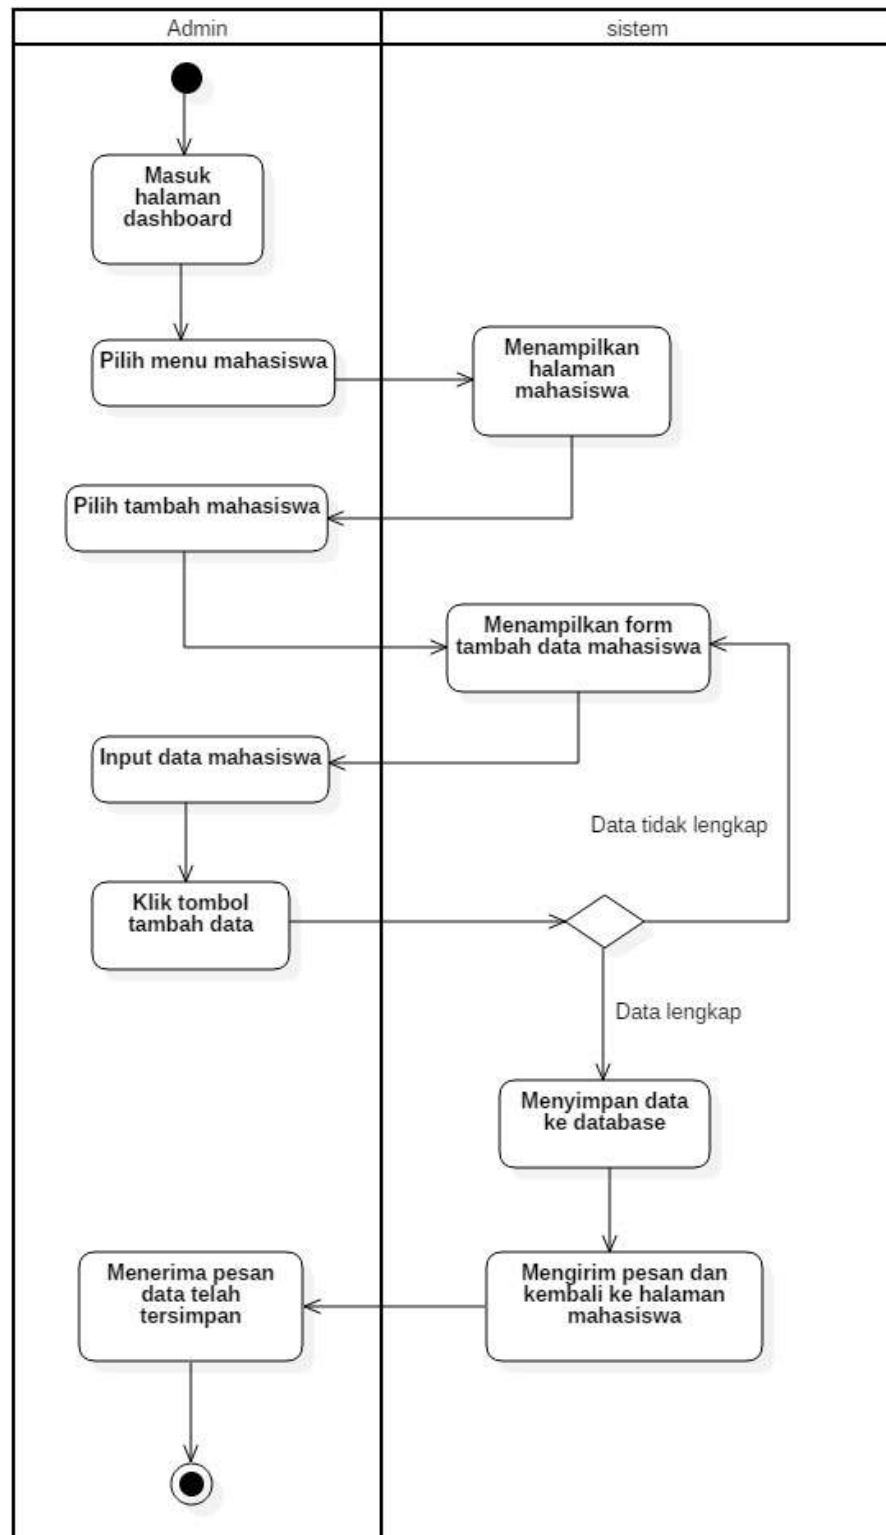 Admin
sistem
Masuk
halaman
dashboard
Pilih menu mahasiswa
Menampilkan
halaman
mahasiswa
Pilih tambah mahasiswa
Menampilkan form
tambah data mahasiswa
Input data mahasiswa
Data tidak lengkap
Klik tombol
tambah data
Data lengkap
Menyimpan data
ke database
Mengirim pesan dan
kembali ke halaman
mahasiswa
Menerima pesan
data telah
tersimpan